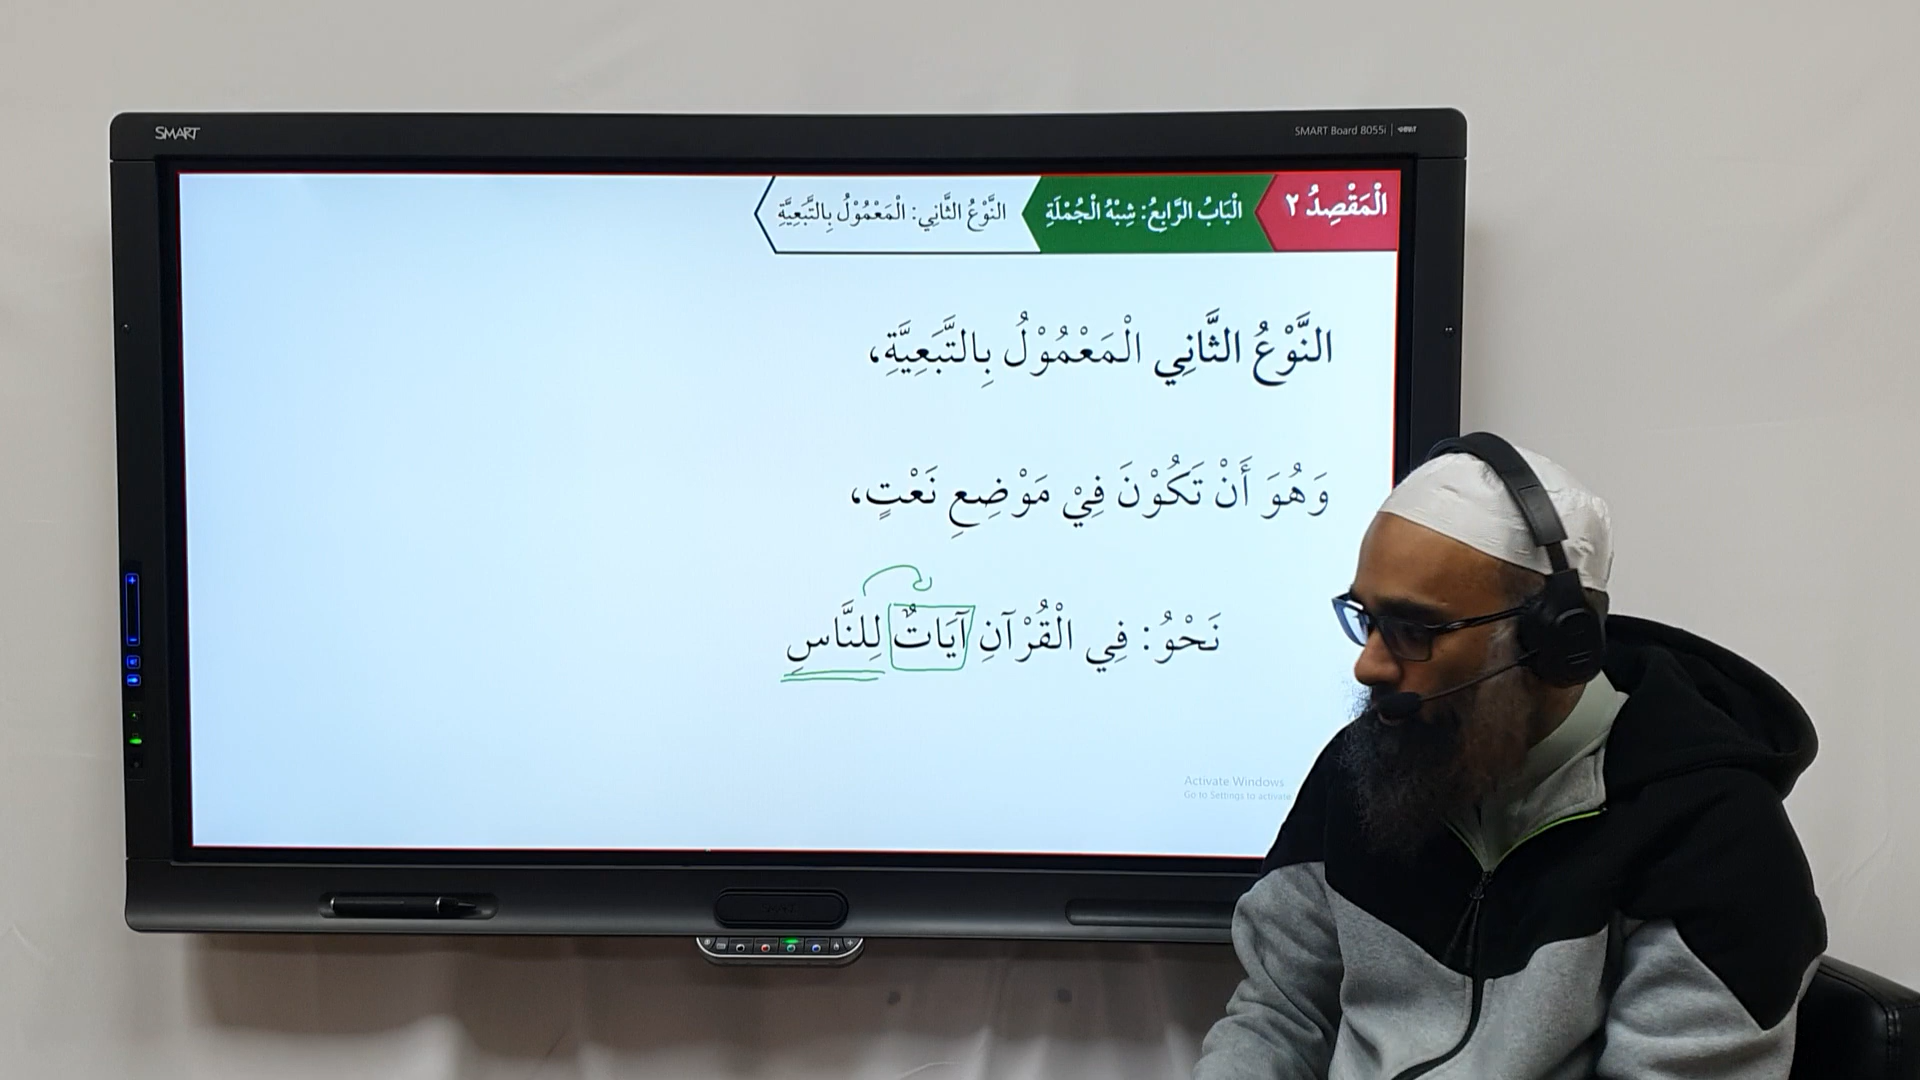 SMART
SMART Board 8055i
الْمَقْصِدُ ٢
الْبَابُ الرَّابِعُ: شِبْهُ الْجُمْلَةِ
النَّوْعُ الثَّانِي: الْمَعْمُوْلُ بِالتَّبَعِيَّةِ
النَّوْعُ الثَّانِي الْمَعْمُوْلُ بِالتَّبَعِيَّةِ،
وَهُوَ أَنْ تَكُوْنَ فِيْ مَوْضِعِ نَعْتٍ،
نَحْوُ: فِي الْقُرْآنِ آيَاتٌ لِلنَّاسِ
Activate Windows
Go to Settings to activate